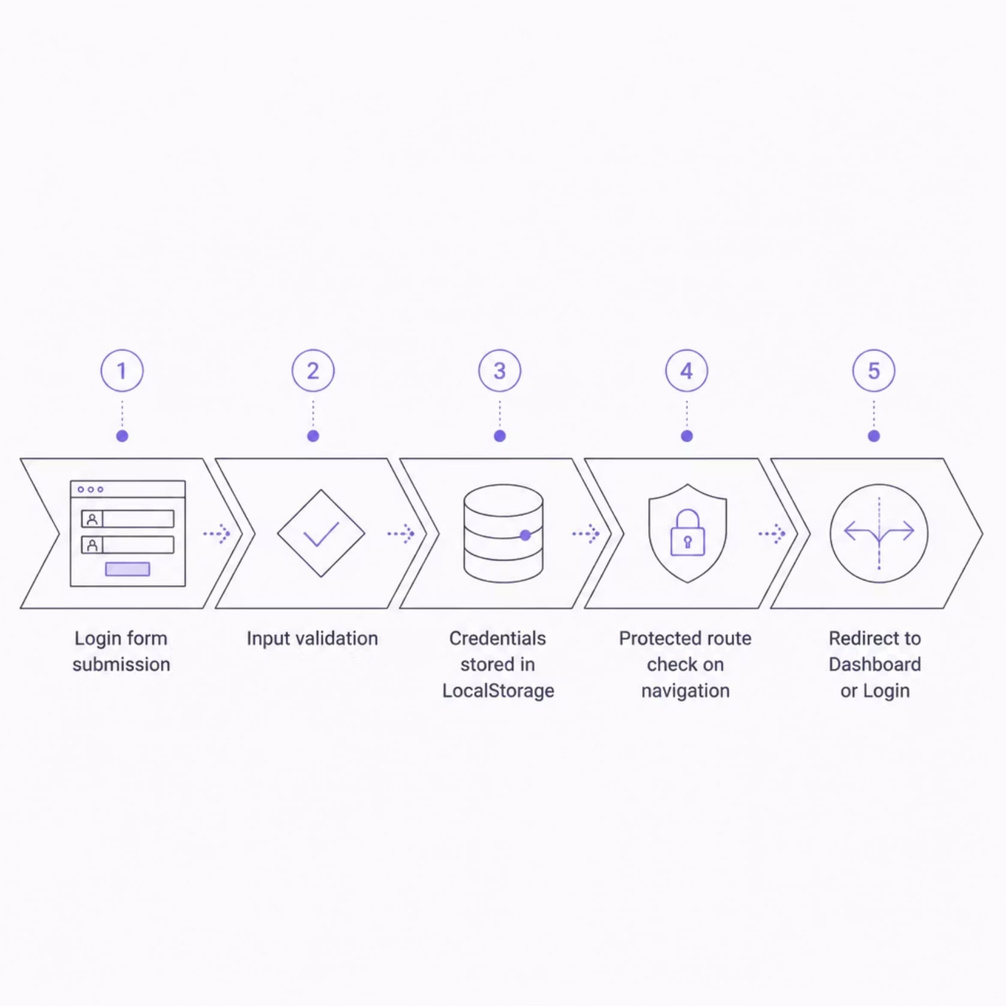 1
2
3
4
5
Login form
submission
Input validation
Credentials
stored in
LocalStorage
Protected route
check on
navigation
Redirect to
Dashboard
or Login